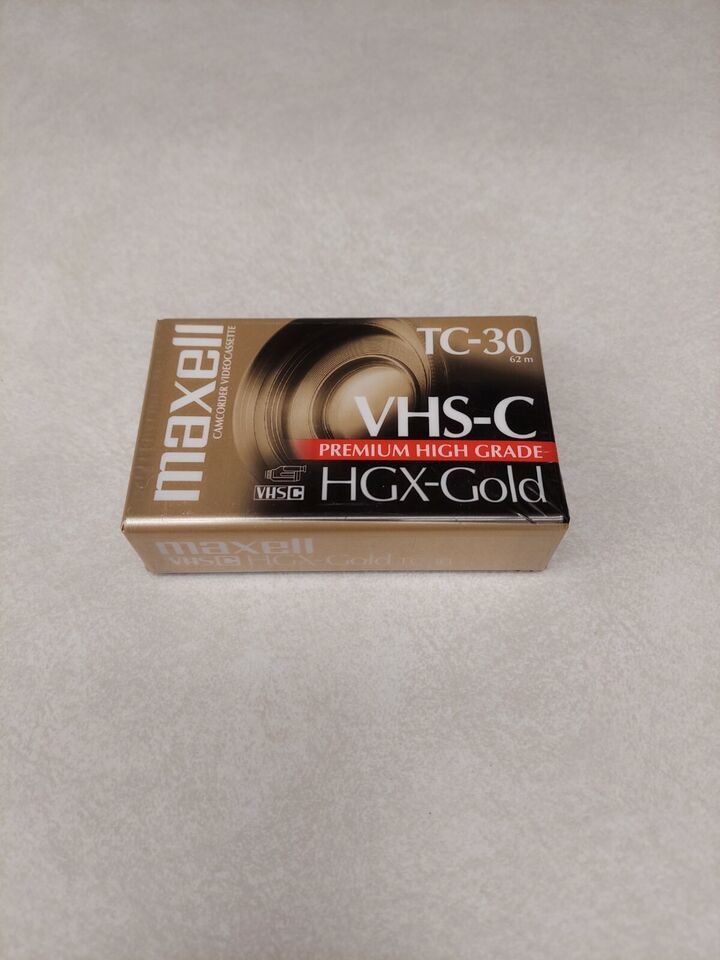 maxell
CAMCORDER VIDEOCASSETTE
TC-30
62 m
VHS-C
PREMIUM HIGH GRADE
VHS C
HGX-Gold
maxell
VHS C HGX-Gold